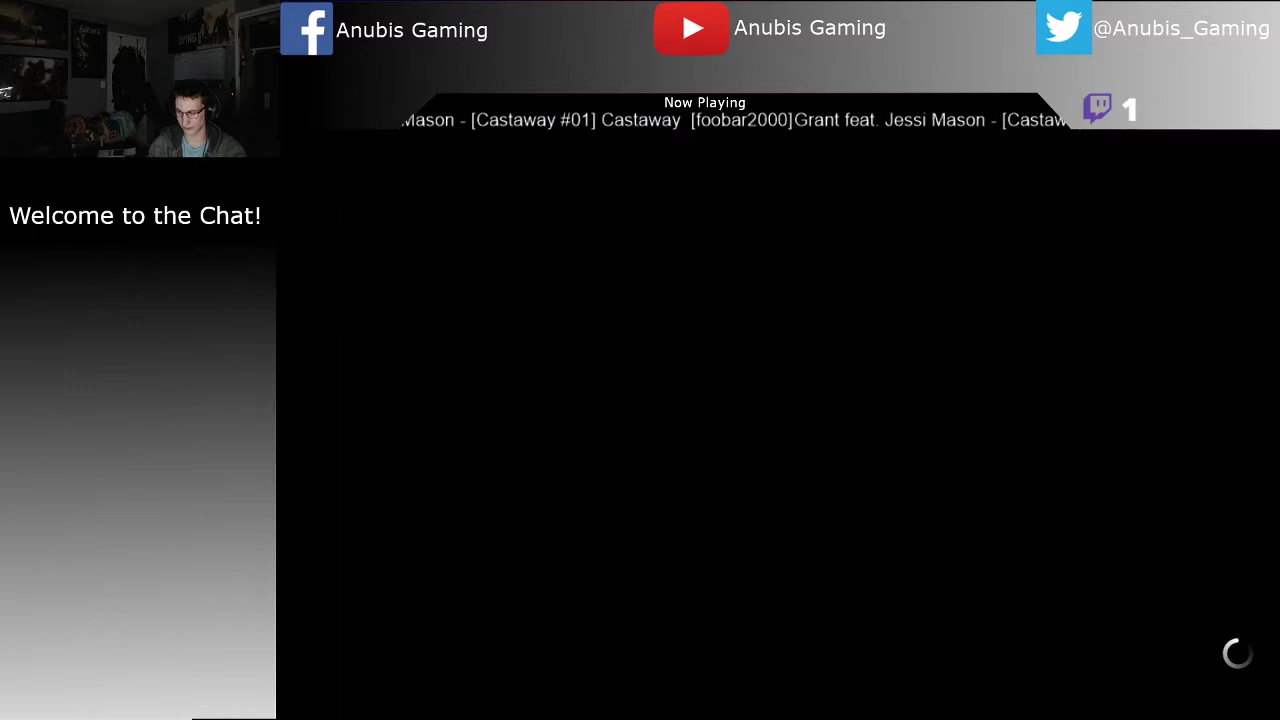 Anubis Gaming
Anubis Gaming
@Anubis_Gaming
Now Playing
Mason - [Castaway #01] Castaway [foobar2000]Grant feat. Jessi Mason - [Castaw
1
Welcome to the Chat!